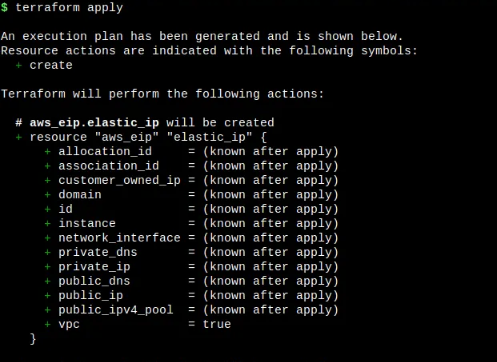 $ terraform apply
An execution plan has been generated and is shown below.
Resource actions are indicated with the following symbols:
  + create
Terraform will perform the following actions:
  # aws_eip.elastic_ip will be created
  + resource "aws_eip" "elastic_ip" {
      + allocation_id     = (known after apply)
      + association_id    = (known after apply)
      + customer_owned_ip = (known after apply)
      + domain            = (known after apply)
      + id                = (known after apply)
      + instance          = (known after apply)
      + network_interface = (known after apply)
      + private_dns       = (known after apply)
      + private_ip        = (known after apply)
      + public_dns        = (known after apply)
      + public_ip         = (known after apply)
      + public_ipv4_pool  = (known after apply)
      + vpc               = true
    }